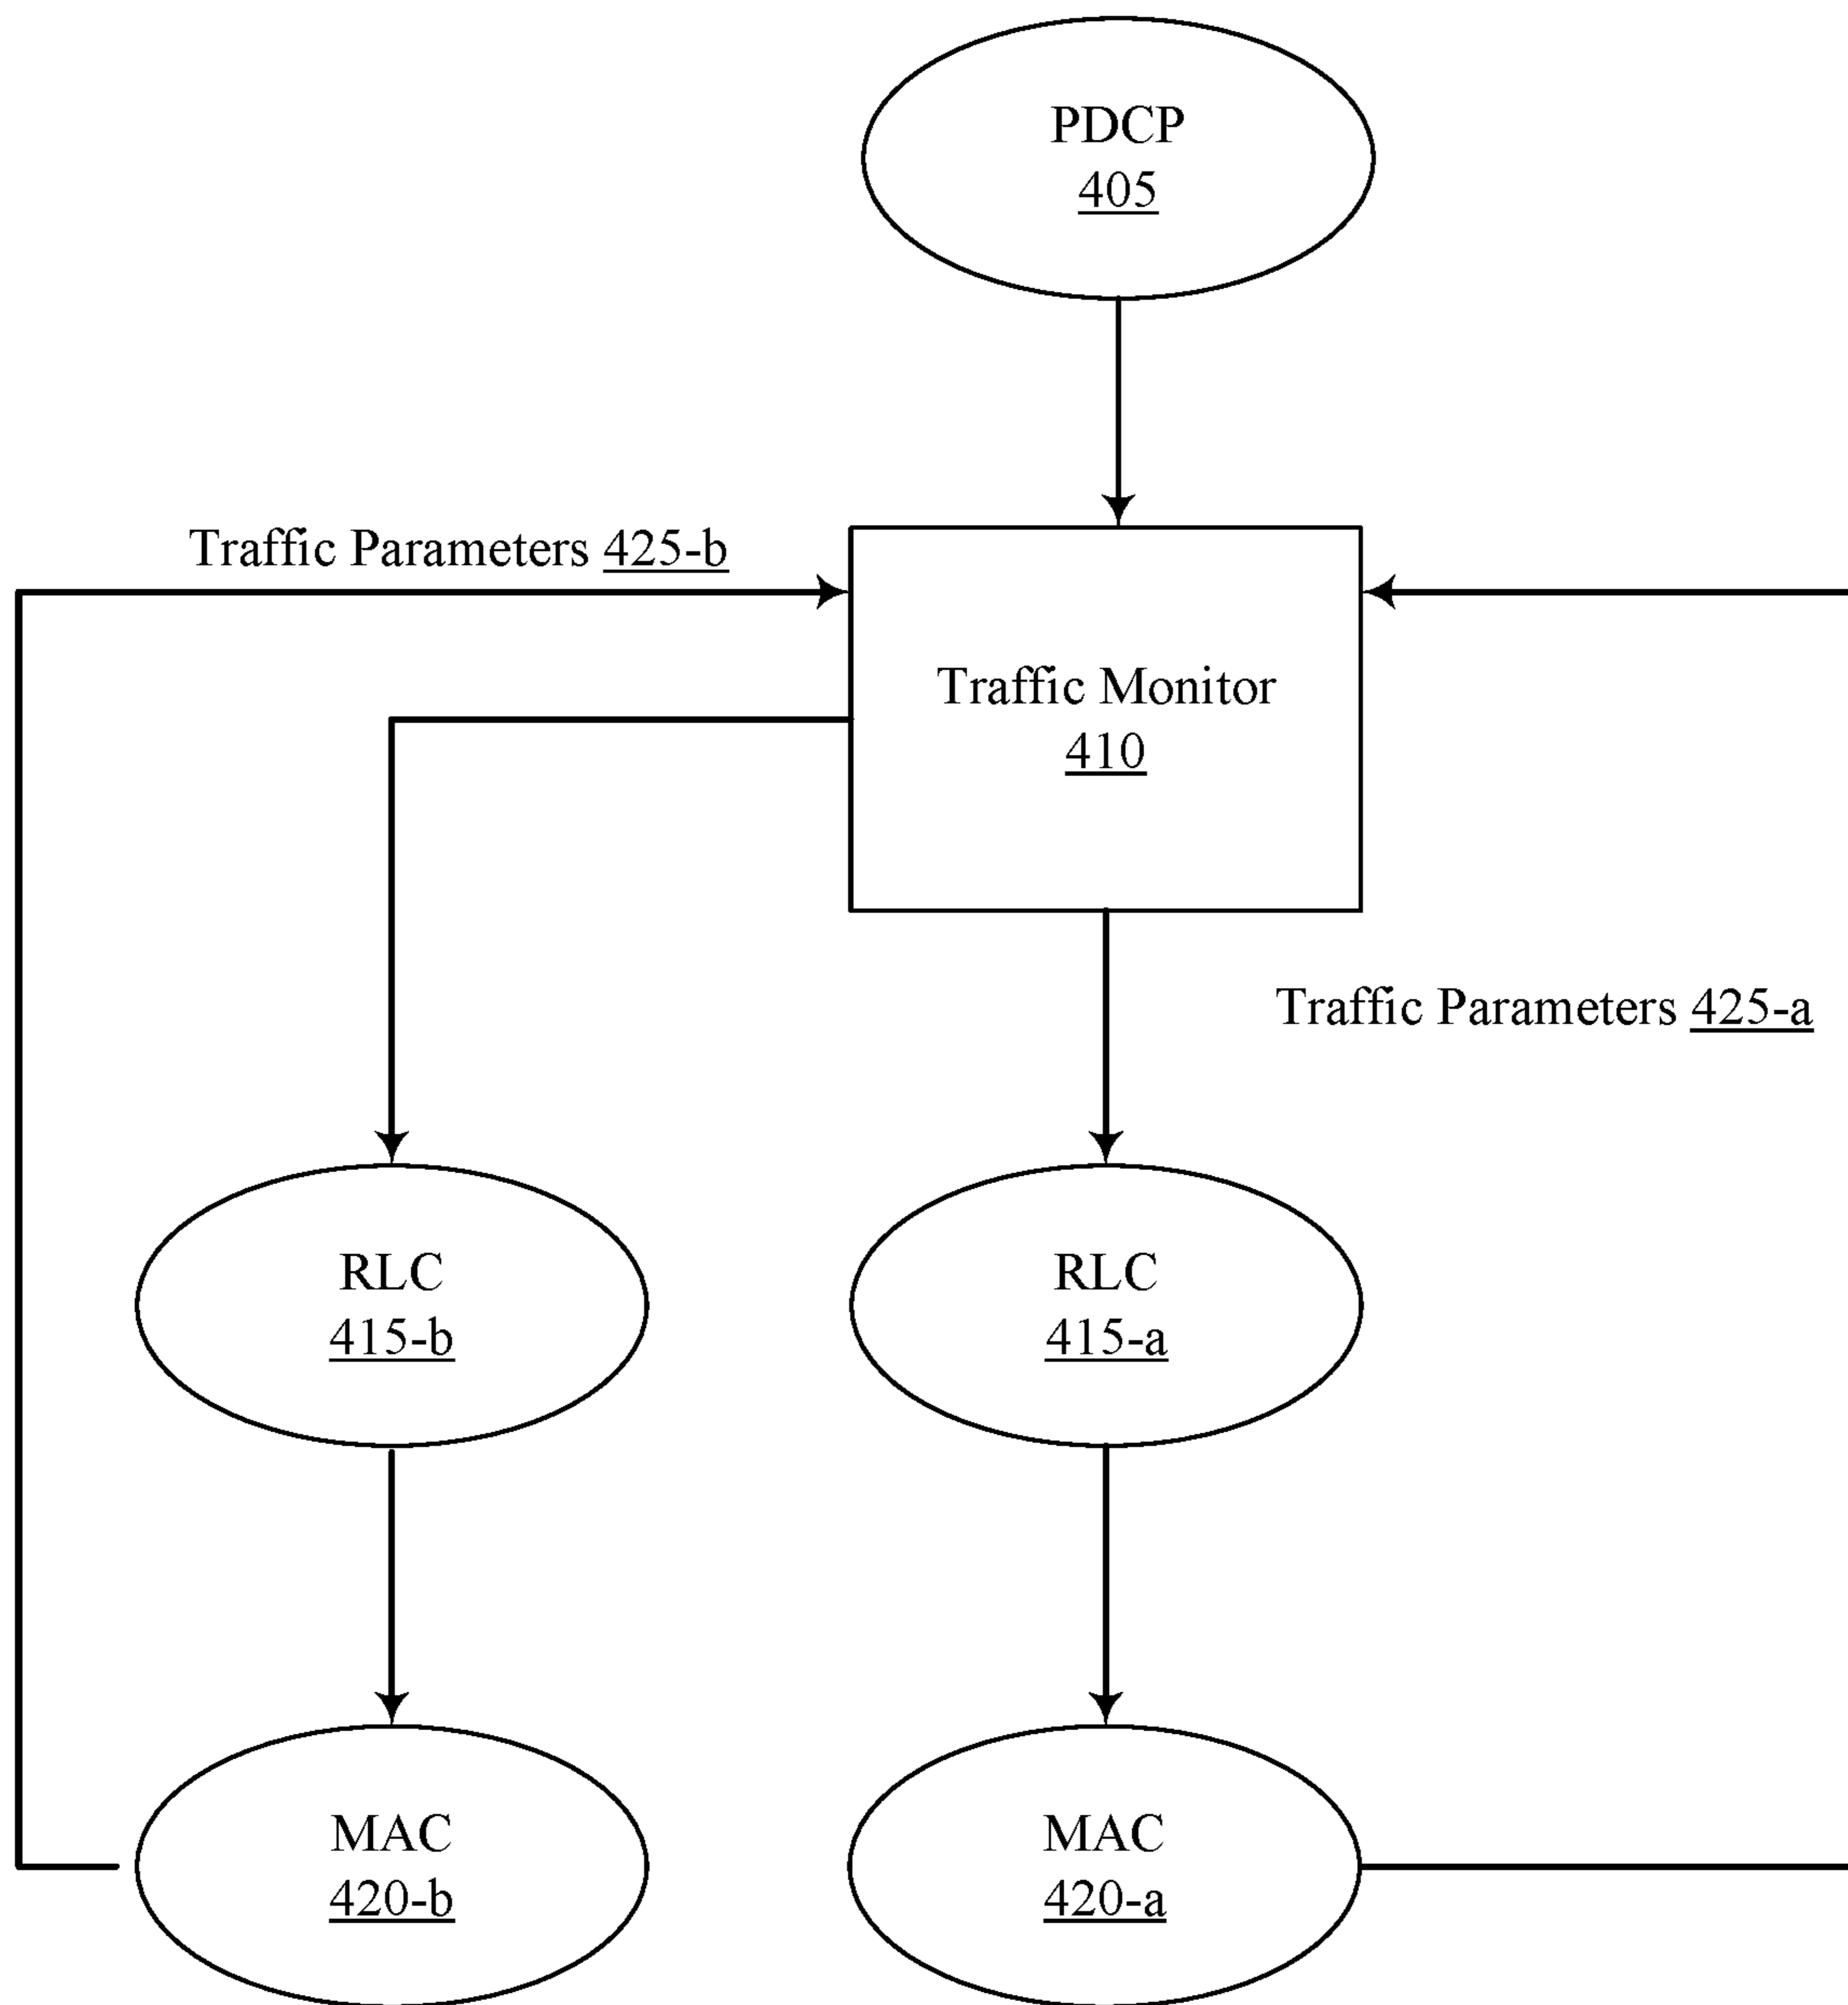 PDCP
405
Traffic Parameters 425-b
Traffic Monitor
410
Traffic Parameters 425-a
RLC
415-b
RLC
415-a
MAC
420-b
MAC
420-a